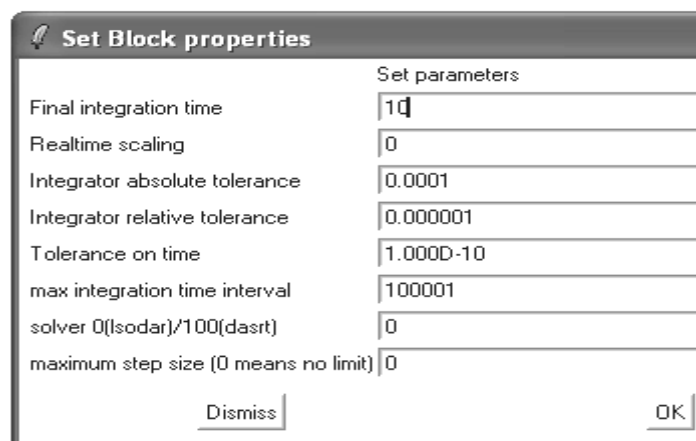 Set Block properties
Set parameters
Final integration time 10
Realtime scaling 0
Integrator absolute tolerance 0.0001
Integrator relative tolerance 0.000001
Tolerance on time 1.000D-10
max integration time interval 100001
solver 0(lsodar)/100(dasrt) 0
maximum step size (0 means no limit) 0
Dismiss OK